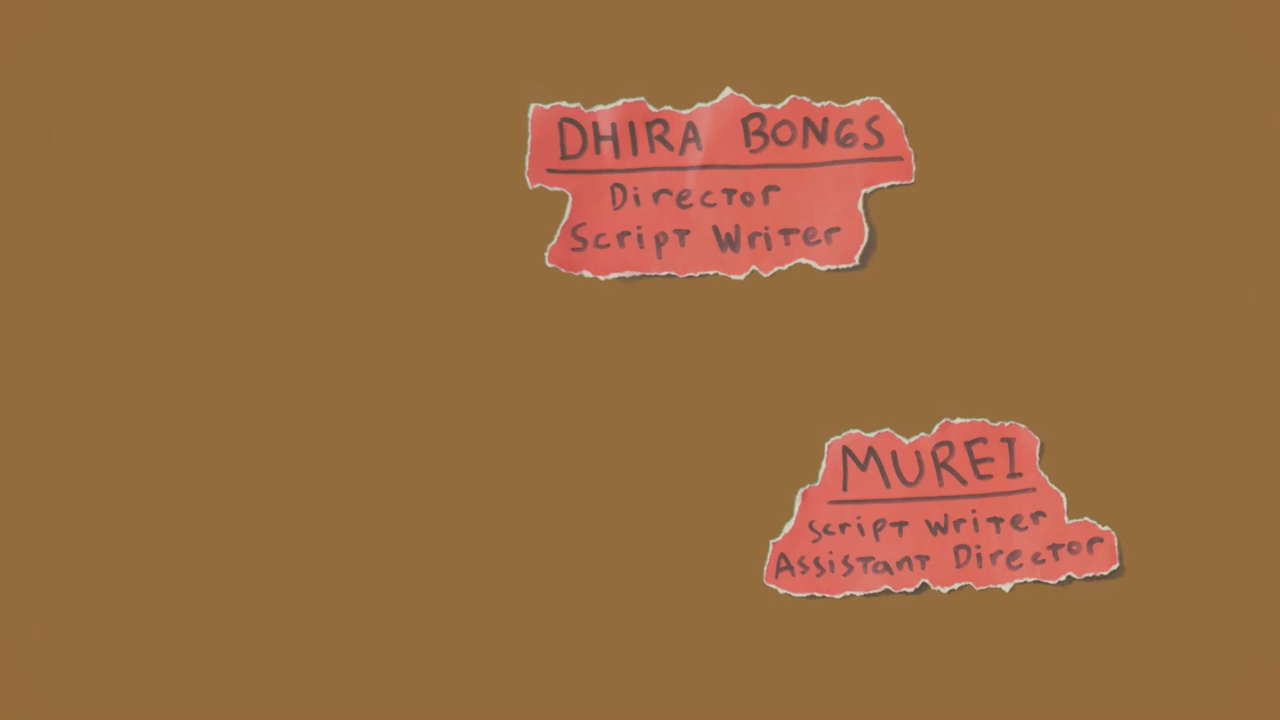 DHIRA BONGS
Director
Script Writer
MUREI
Script Writer
Assistant Director